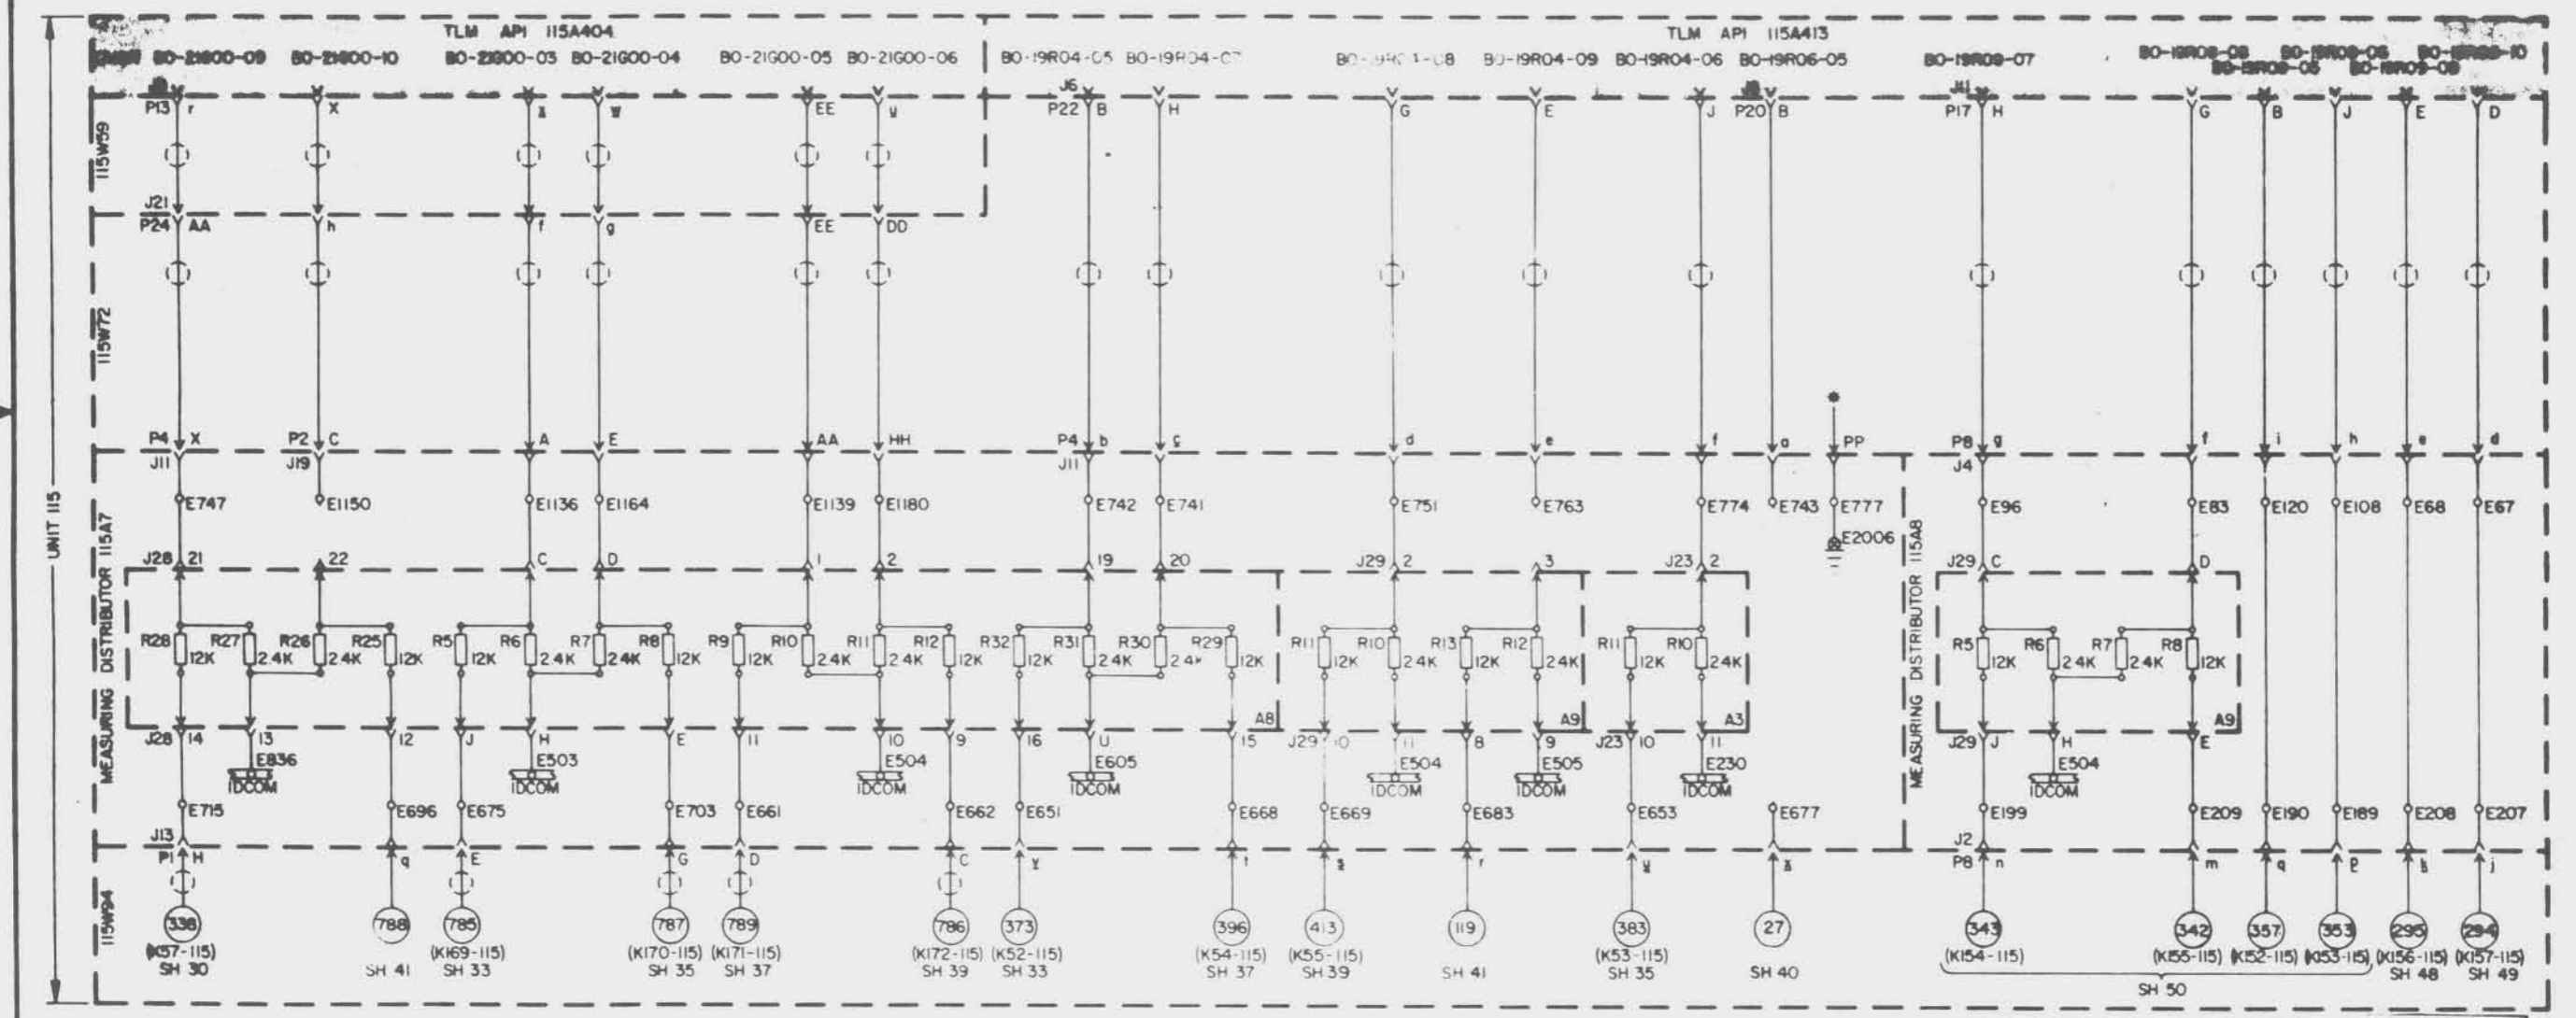 TLM API 115A404
TLM API 115A413
BO-21G00-09 BO-21G00-10 BO-21G00-03 BO-21G00-04 BO-21G00-05 BO-21G00-06 BO-19R04-05 BO-19R04-09 BO-19R04-06 BO-19R06-05 BO-19R09-07
J6
P13 r X x w EE u P22 B H G E J P20 B P17 H G B J E D
115W59
J21
P24 AA h f g EE DD
115W72
UNIT 115
P4 X P2 C A E AA HH P4 b c d e f a PP P8 g f i h e d
J11 J19 J11 J4
E747 E1150 E1136 E1164 E1139 E1180 E742 E741 E751 E763 E774 E743 E777 E96 E83 E120 E108 E68 E67
E2006
MEASURING DISTRIBUTOR 115A7
MEASURING DISTRIBUTOR 115A8
J28 21 22 C D 1 2 19 20 J29 2 3 J23 2 J29 C D
R28 R27 R26 R25 R5 R6 R7 R8 R9 R10 R11 R12 R32 R31 R30 R29 R11 R10 R13 R12 R11 R10 R5 R6 R7 R8
12K 2.4K 2.4K 12K 12K 2.4K 2.4K 12K 12K 2.4K 2.4K 12K 12K 2.4K 12K 12K 2.4K 12K 2.4K 12K 24K 12K 24K 24K 12K
A8 A9 A3 A9
J28 14 13 12 J H E 11 10 9 16 U 15 J29 10 11 8 9 J23 10 11 J29 J H E
E836 E503 E504 E605 E504 E505 E230 E504
IDCOM IDCOM IDCOM IDCOM IDCOM IDCOM IDCOM IDCOM
E715 E696 E675 E703 E661 E662 E651 E668 E669 E683 E653 E677 E199 E209 E190 E189 E208 E207
J13 J2
P1 H q E G D C v t s r u x P8 n m q p k j
115W94
338 788 785 787 789 786 373 396 413 119 383 27 343 342 357 353 295 294
(K57-115) (K169-115) (K170-115) (K171-115) (K172-115) (K52-115) (K54-115) (K55-115) (K53-115) (K154-115) (K155-115) (K152-115) (K153-115) (K156-115) (K157-115)
SH 30 SH 41 SH 33 SH 35 SH 37 SH 39 SH 33 SH 37 SH 39 SH 41 SH 35 SH 40 SH 48 SH 49
SH 50